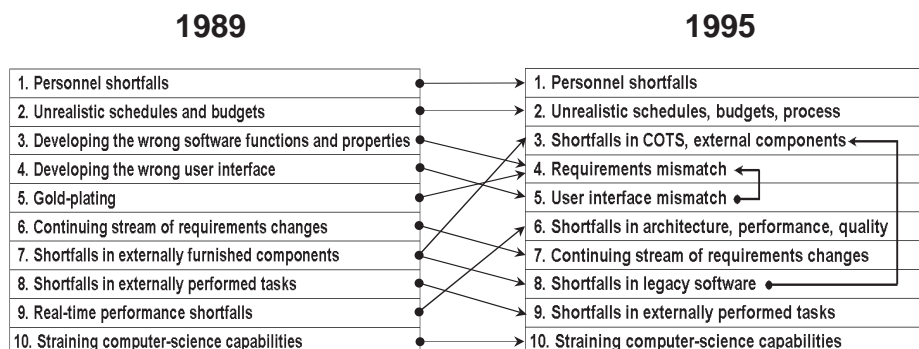 1989
1. Personnel shortfalls
2. Unrealistic schedules and budgets
3. Developing the wrong software functions and properties
4. Developing the wrong user interface
5. Gold-plating
6. Continuing stream of requirements changes
7. Shortfalls in externally furnished components
8. Shortfalls in externally performed tasks
9. Real-time performance shortfalls
10. Straining computer-science capabilities
1995
1. Personnel shortfalls
2. Unrealistic schedules, budgets, process
3. Shortfalls in COTS, external components
4. Requirements mismatch
5. User interface mismatch
6. Shortfalls in architecture, performance, quality
7. Continuing stream of requirements changes
8. Shortfalls in legacy software
9. Shortfalls in externally performed tasks
10. Straining computer-science capabilities